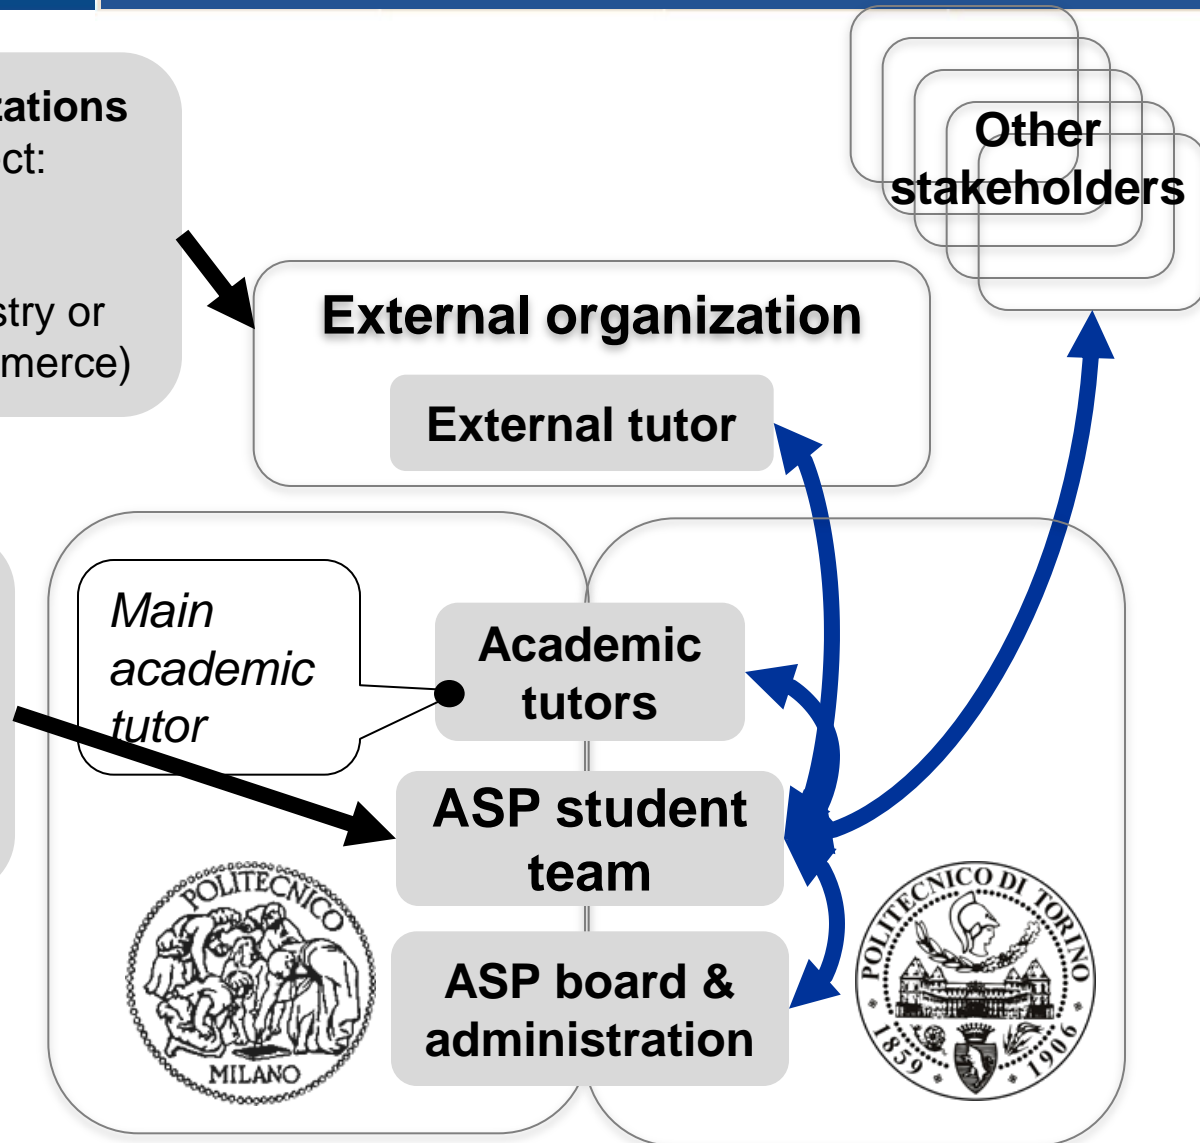 zations
ect:
stry or
merce)
Other
stakeholders
External organization
External tutor
Main
academic
tutor
Academic
tutors
ASP student
team
ASP board &
administration
POLITECNICO
MILANO
POLITECNICO DI TORINO
1859
1906